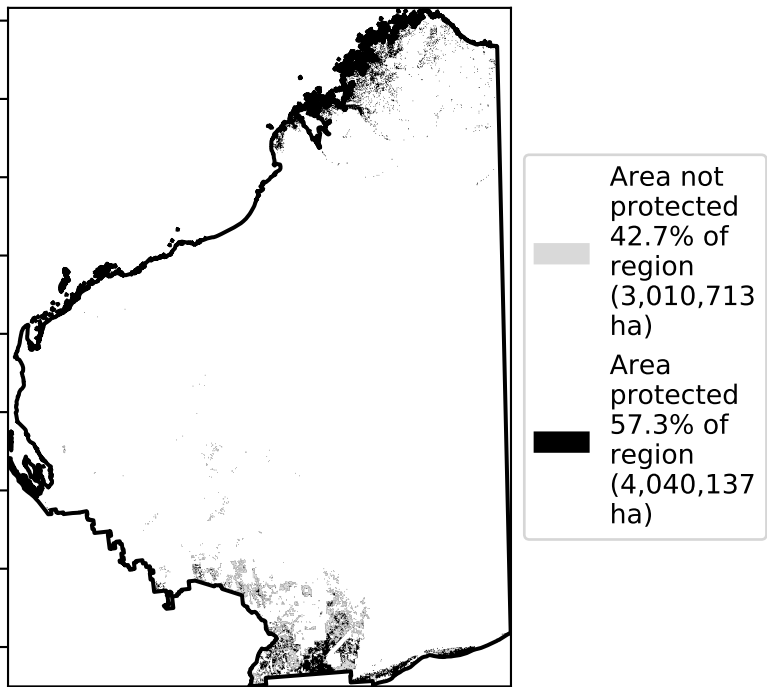 Area not
protected
42.7% of
region
(3,010,713
ha)
Area
protected
57.3% of
region
(4,040,137
ha)